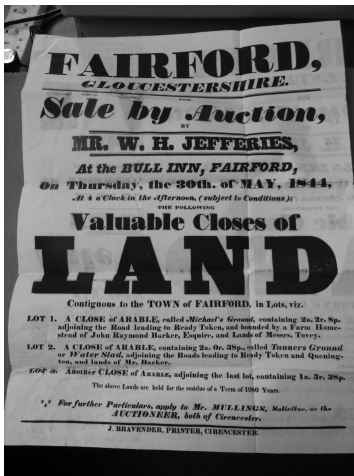 FAIRFORD,
GLOUCESTERSHIRE.
Sale by Auction,
BY
MR. W. H. JEFFERIES,
At the BULL INN, FAIRFORD,
On Thursday, the 30th. of MAY, 1844,
At 4 o'Clock in the Afternoon, (subject to Conditions);
THE FOLLOWING
Valuable Closes of
LAND
Contiguous to the TOWN of FAIRFORD, in Lots, viz.
LOT 1. A CLOSE of ARABLE, called Michael's Ground, containing 2a. 2r. 8p.
adjoining the Road leading to Ready Token, and bounded by a Farm Home-
stead of John Raymond Barker, Esquire, and Lands of Messrs. Tovey.
LOT 2. A CLOSE of ARABLE, containing 2a. 0r. 38p., called Tanners Ground
or Water Slad, adjoining the Roads leading to Ready Token and Quening-
ton, and lands of Mr. Barker.
LOT 3. Another CLOSE of ARABLE, adjoining the last lot, containing 1a. 3r. 28p.
The above Lands are held for the residue of a Term of 1980 Years.
*** For further Particulars, apply to Mr. MULLINGS, Solicitor, or the
AUCTIONEER, both of Cirencester.
J. BRAVENDER, PRINTER, CIRENCESTER.